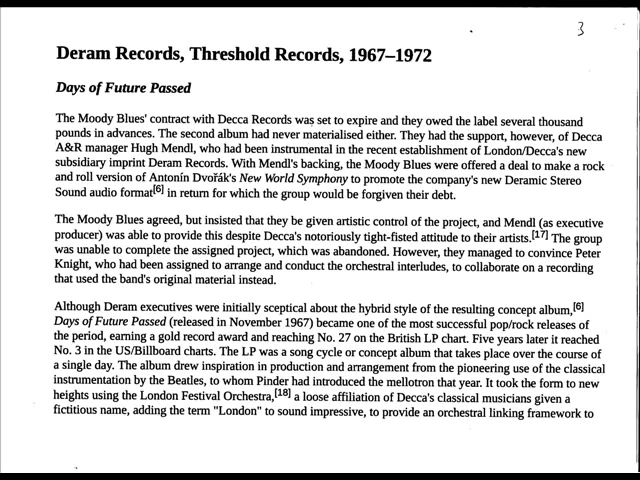 3
Deram Records, Threshold Records, 1967–1972
Days of Future Passed
The Moody Blues' contract with Decca Records was set to expire and they owed the label several thousand
pounds in advances. The second album had never materialised either. They had the support, however, of Decca
A&R manager Hugh Mendl, who had been instrumental in the recent establishment of London/Decca's new
subsidiary imprint Deram Records. With Mendl's backing, the Moody Blues were offered a deal to make a rock
and roll version of Antonín Dvořák's New World Symphony to promote the company's new Deramic Stereo
Sound audio format[6] in return for which the group would be forgiven their debt.
The Moody Blues agreed, but insisted that they be given artistic control of the project, and Mendl (as executive
producer) was able to provide this despite Decca's notoriously tight-fisted attitude to their artists.[17] The group
was unable to complete the assigned project, which was abandoned. However, they managed to convince Peter
Knight, who had been assigned to arrange and conduct the orchestral interludes, to collaborate on a recording
that used the band's original material instead.
Although Deram executives were initially sceptical about the hybrid style of the resulting concept album,[6]
Days of Future Passed (released in November 1967) became one of the most successful pop/rock releases of
the period, earning a gold record award and reaching No. 27 on the British LP chart. Five years later it reached
No. 3 in the US/Billboard charts. The LP was a song cycle or concept album that takes place over the course of
a single day. The album drew inspiration in production and arrangement from the pioneering use of the classical
instrumentation by the Beatles, to whom Pinder had introduced the mellotron that year. It took the form to new
heights using the London Festival Orchestra,[18] a loose affiliation of Decca's classical musicians given a
fictitious name, adding the term "London" to sound impressive, to provide an orchestral linking framework to